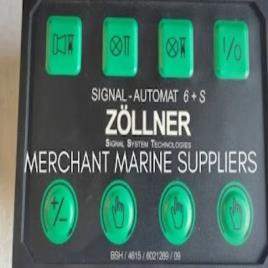 I/O
SIGNAL - AUTOMAT 6 + S
ZÖLLNER
SIGNAL SYSTEM TECHNOLOGIES
MERCHANT MARINE SUPPLIERS
+/-
BSH / 4615 / 6021289 / 09